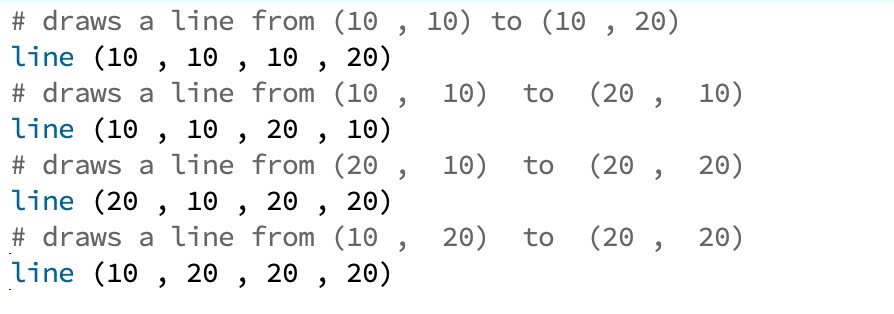 # draws a line from (10 , 10) to (10 , 20)
line (10 , 10 , 10 , 20)
# draws a line from (10 ,  10)  to  (20 ,  10)
line (10 , 10 , 20 , 10)
# draws a line from (20 ,  10)  to  (20 ,  20)
line (20 , 10 , 20 , 20)
# draws a line from (10 ,  20)  to  (20 ,  20)
line (10 , 20 , 20 , 20)